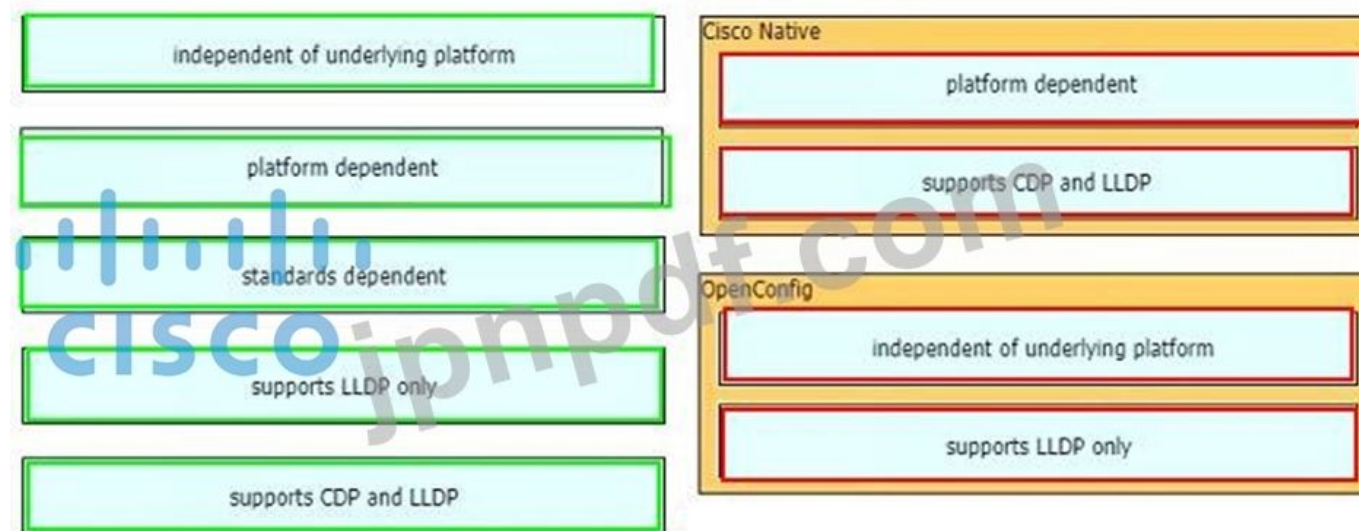 independent of underlying platform
platform dependent
standards dependent
supports LLDP only
supports CDP and LLDP
Cisco Native
platform dependent
supports CDP and LLDP
OpenConfig
independent of underlying platform
supports LLDP only
CISCO
jpnpdf.com